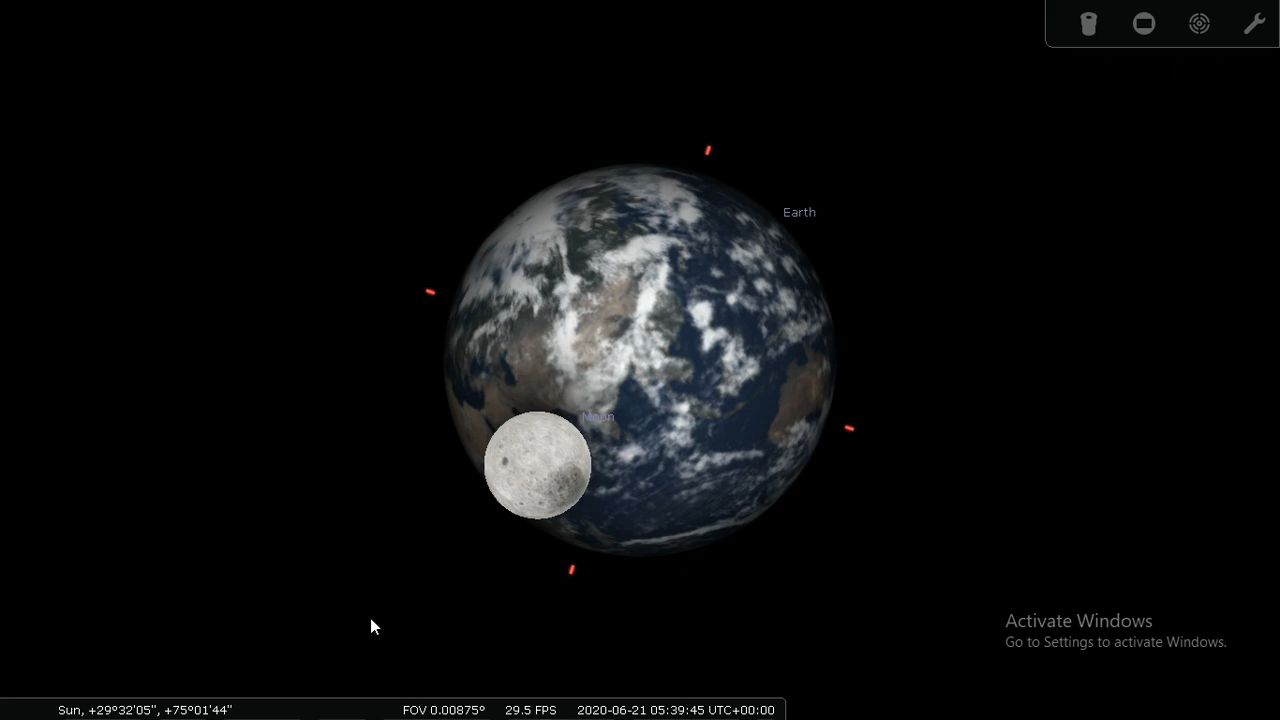 Earth
Moon
Activate Windows
Go to Settings to activate Windows.
Sun, +29°32'05", +75°01'44" FOV 0.00875° 29.5 FPS 2020-06-21 05:39:45 UTC+00:00